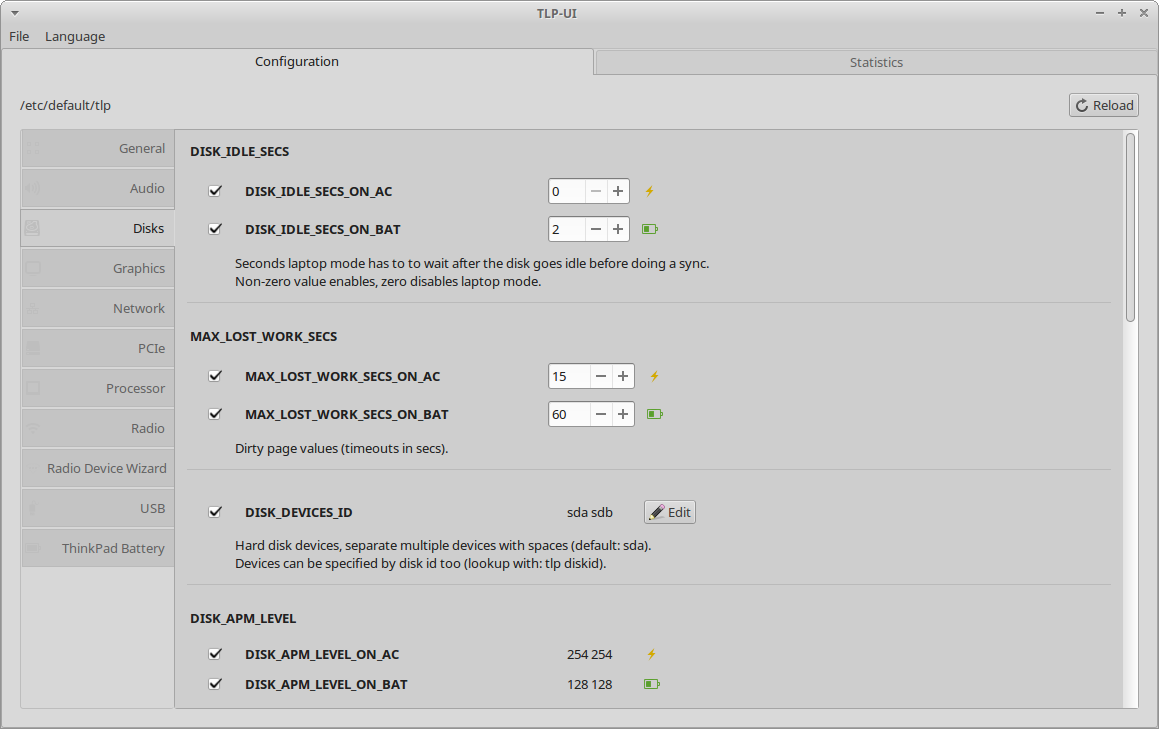 TLP-UI
File Language
Configuration Statistics
/etc/default/tlp Reload
General
Audio
Disks
Graphics
Network
PCIe
Processor
Radio
Radio Device Wizard
USB
ThinkPad Battery
DISK_IDLE_SECS
DISK_IDLE_SECS_ON_AC 0
DISK_IDLE_SECS_ON_BAT 2
Seconds laptop mode has to to wait after the disk goes idle before doing a sync.
Non-zero value enables, zero disables laptop mode.
MAX_LOST_WORK_SECS
MAX_LOST_WORK_SECS_ON_AC 15
MAX_LOST_WORK_SECS_ON_BAT 60
Dirty page values (timeouts in secs).
DISK_DEVICES_ID sda sdb Edit
Hard disk devices, separate multiple devices with spaces (default: sda).
Devices can be specified by disk id too (lookup with: tlp diskid).
DISK_APM_LEVEL
DISK_APM_LEVEL_ON_AC 254 254
DISK_APM_LEVEL_ON_BAT 128 128